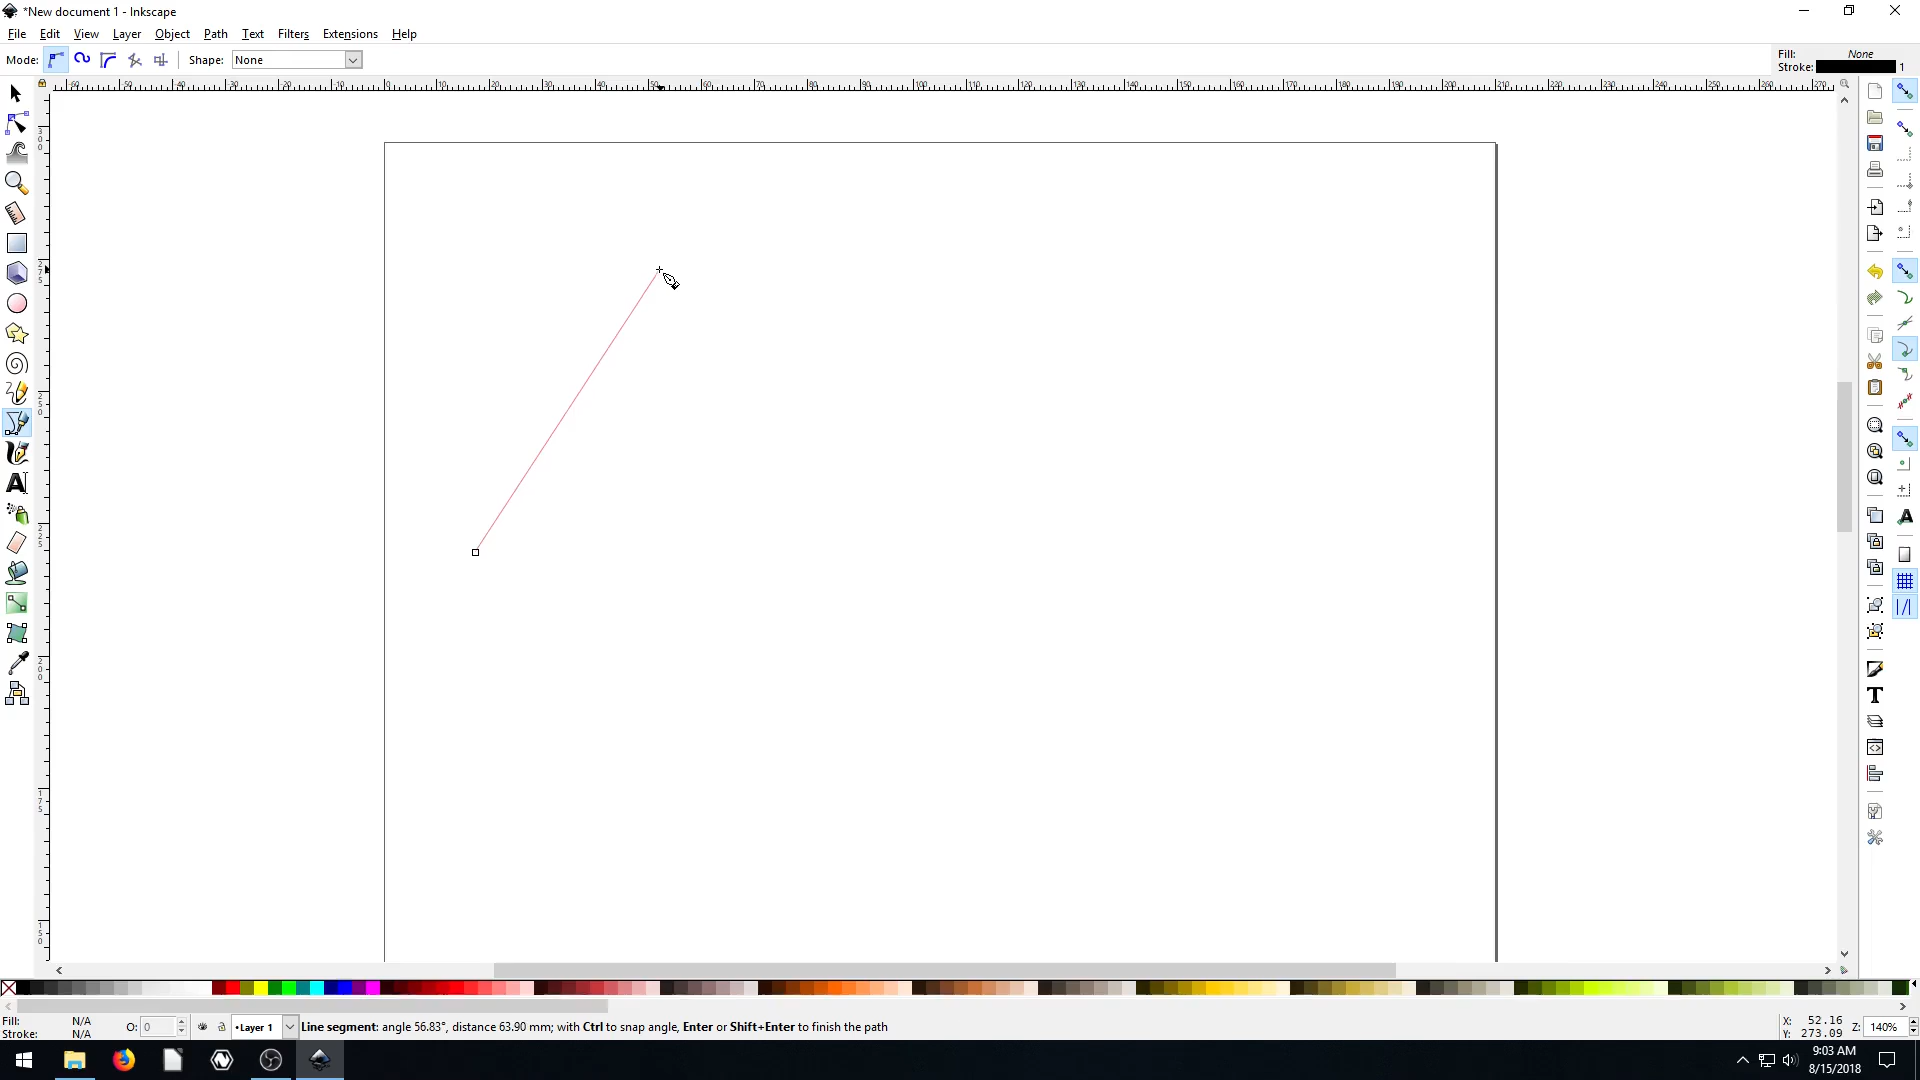 *New document 1 - Inkscape
File Edit View Layer Object Path Text Filters Extensions Help
Mode: Shape: None
Fill: None
Stroke: 1
Fill: N/A
Stroke: N/A
O: 0
•Layer 1
Line segment: angle 56.83°, distance 63.90 mm; with Ctrl to snap angle, Enter or Shift+Enter to finish the path
X: 52.16
Y: 273.09
Z: 140%
9:03 AM
8/15/2018